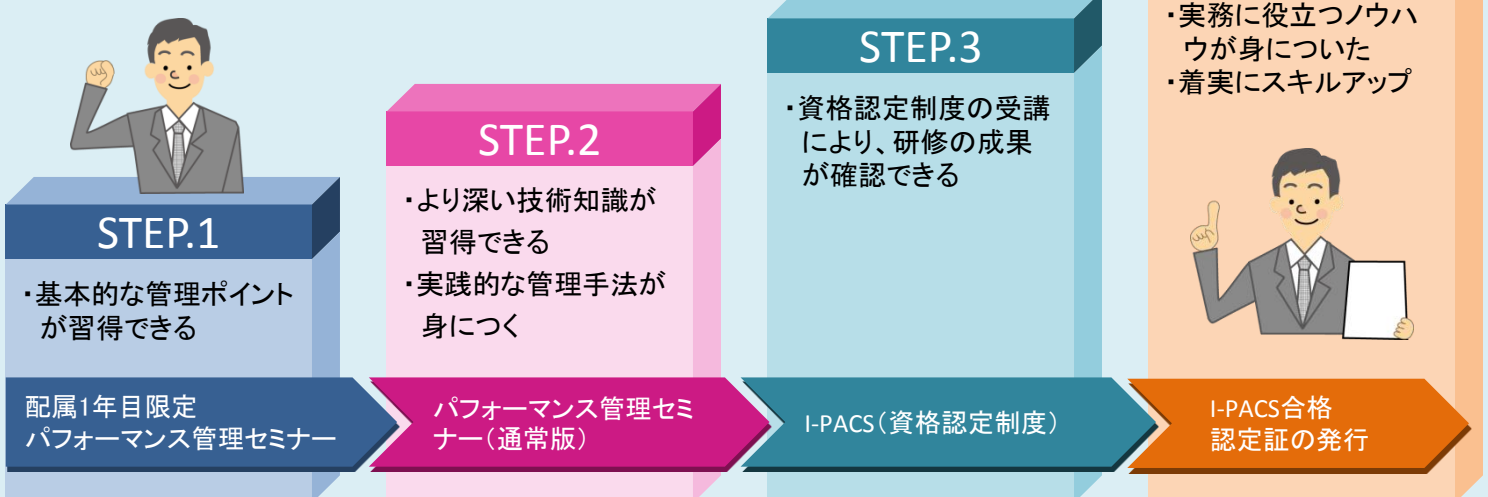 STEP.1
・基本的な管理ポイント
が習得できる
配属1年目限定
パフォーマンス管理セミナー
STEP.2
・より深い技術知識が
習得できる
・実践的な管理手法が
身につく
パフォーマンス管理セミ
ナー（通常版）
STEP.3
・資格認定制度の受講
により、研修の成果
が確認できる
I-PACS（資格認定制度）
・実務に役立つノウハ
ウが身についた
・着実にスキルアップ
I-PACS合格
認定証の発行